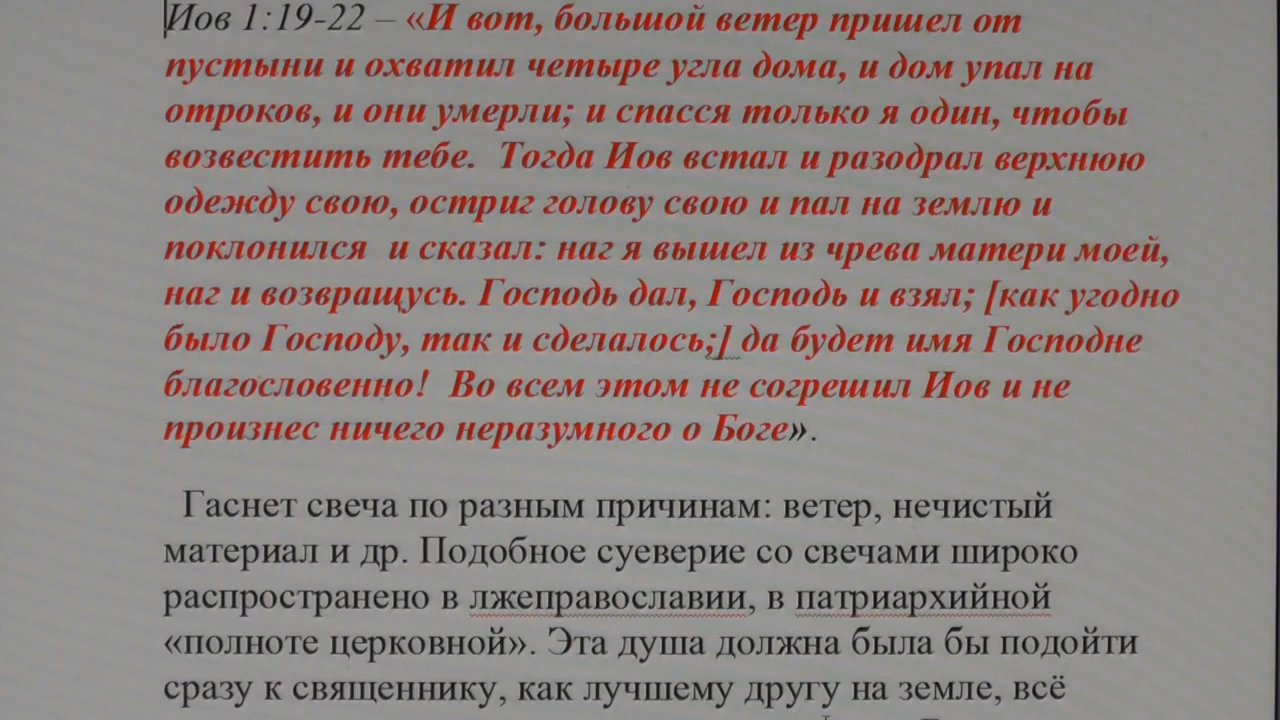 Иов 1:19-22 – «И вот, большой ветер пришел от
пустыни и охватил четыре угла дома, и дом упал на
отроков, и они умерли; и спасся только я один, чтобы
возвестить тебе.  Тогда Иов встал и разодрал верхнюю
одежду свою, остриг голову свою и пал на землю и
поклонился  и сказал: наг я вышел из чрева матери моей,
наг и возвращусь. Господь дал, Господь и взял; [как угодно
было Господу, так и сделалось;] да будет имя Господне
благословенно!  Во всем этом не согрешил Иов и не
произнес ничего неразумного о Боге».
Гаснет свеча по разным причинам: ветер, нечистый
материал и др. Подобное суеверие со свечами широко
распространено в лжеправославии, в патриархийной
«полноте церковной». Эта душа должна была бы подойти
сразу к священнику, как лучшему другу на земле, всё